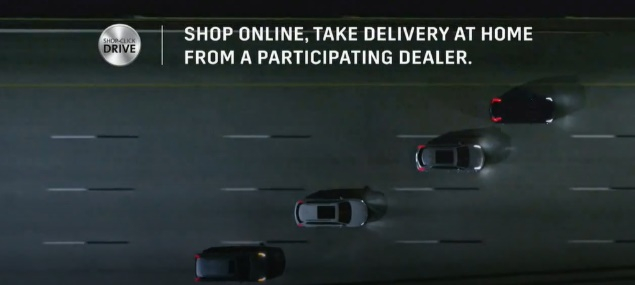 SHOP·CLICK
DRIVE
SHOP ONLINE, TAKE DELIVERY AT HOME
FROM A PARTICIPATING DEALER.